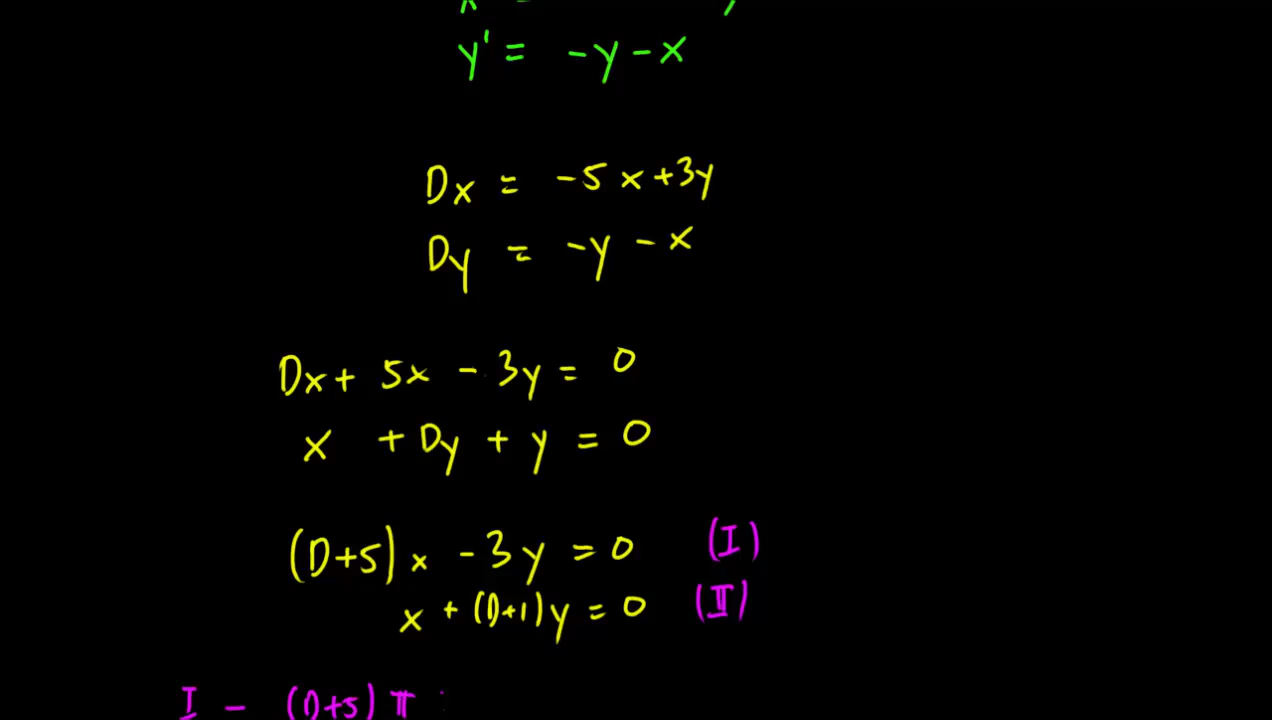 y' = -y - x
Dx = -5x + 3y
Dy = -y - x
Dx + 5x - 3y = 0
x + Dy + y = 0
(D+5)x - 3y = 0 (I)
x + (D+1)y = 0 (II)
I - (D+5) II :